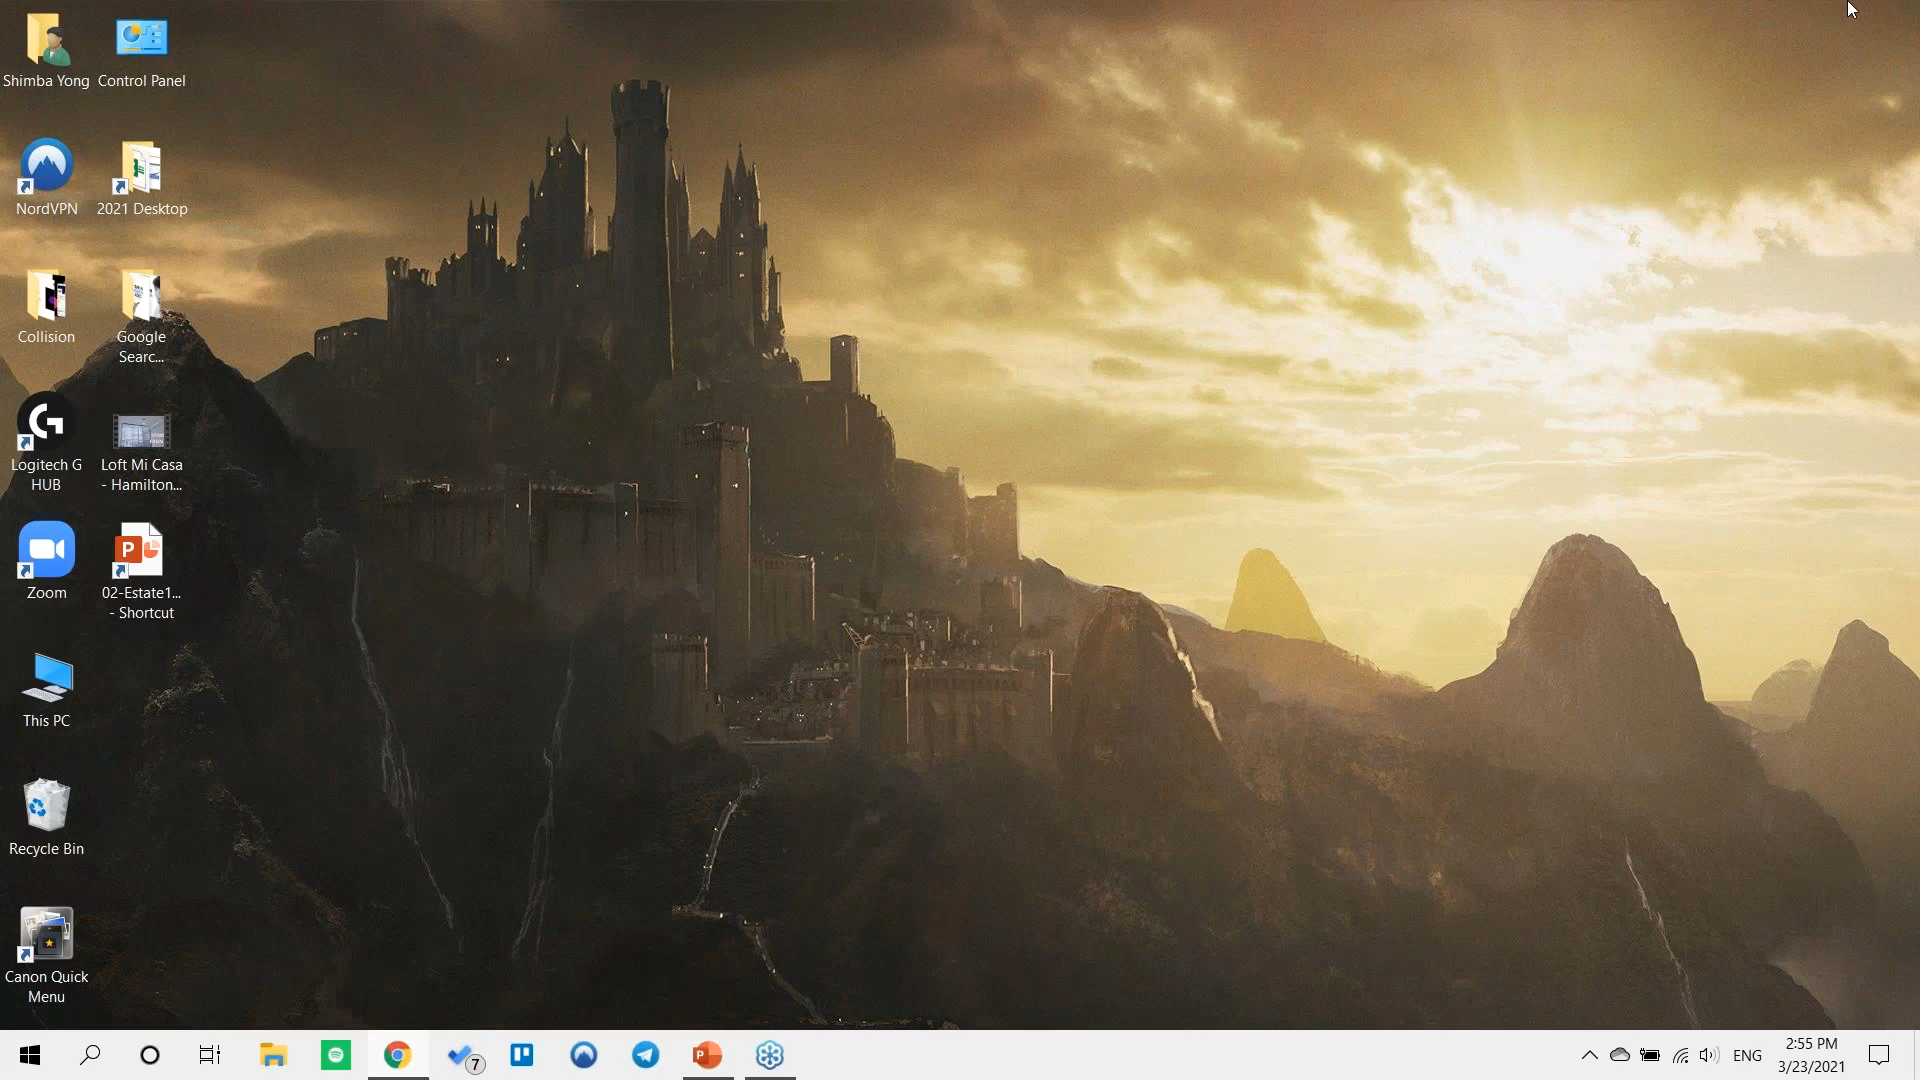 Shimba Yong
Control Panel
NordVPN
2021 Desktop
Collision
Google
Searc...
Logitech G
HUB
Loft Mi Casa
- Hamilton...
Zoom
02-Estate1...
- Shortcut
This PC
Recycle Bin
Canon Quick
Menu
7
ENG
2:55 PM
3/23/2021